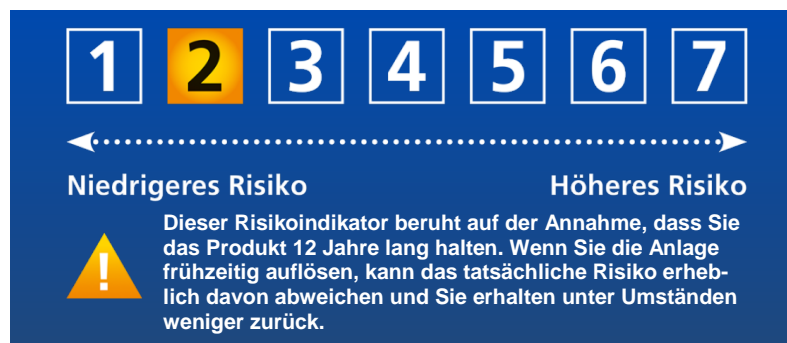 1 2 3 4 5 6 7
Niedrigeres Risiko Höheres Risiko
Dieser Risikoindikator beruht auf der Annahme, dass Sie
das Produkt 12 Jahre lang halten. Wenn Sie die Anlage
frühzeitig auflösen, kann das tatsächliche Risiko erheb-
lich davon abweichen und Sie erhalten unter Umständen
weniger zurück.